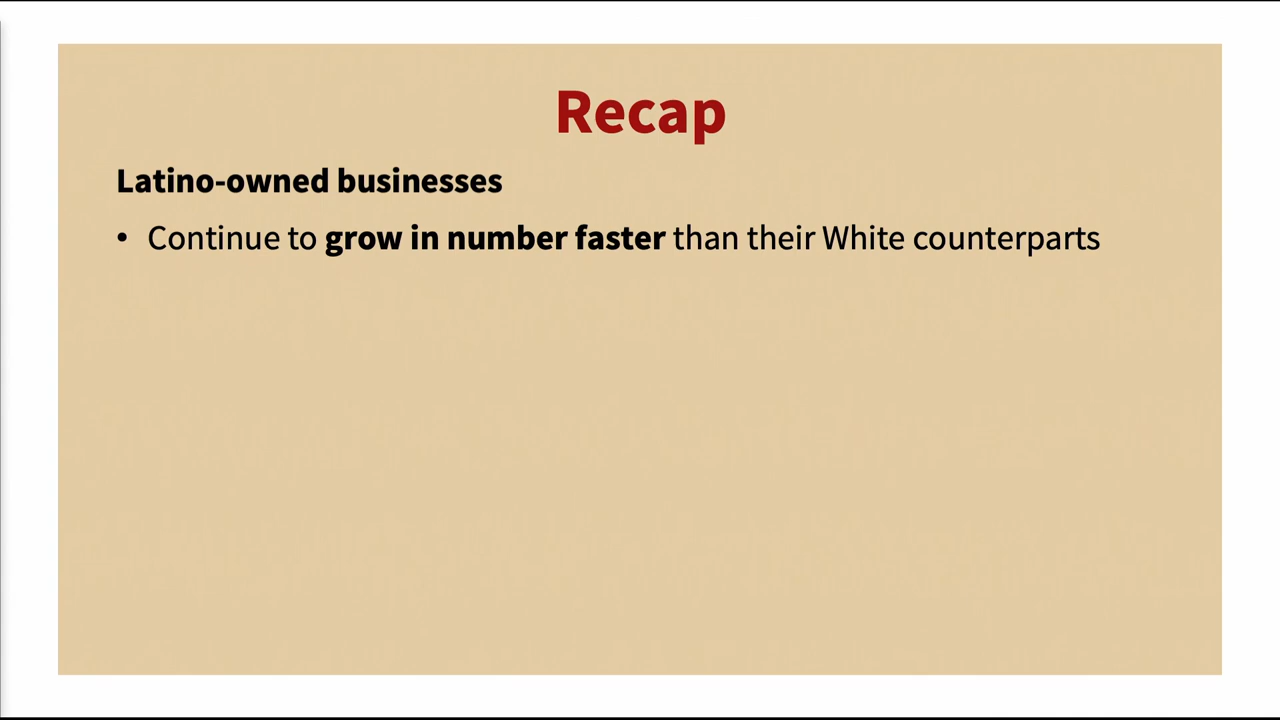 Recap
Latino-owned businesses
• Continue to grow in number faster than their White counterparts